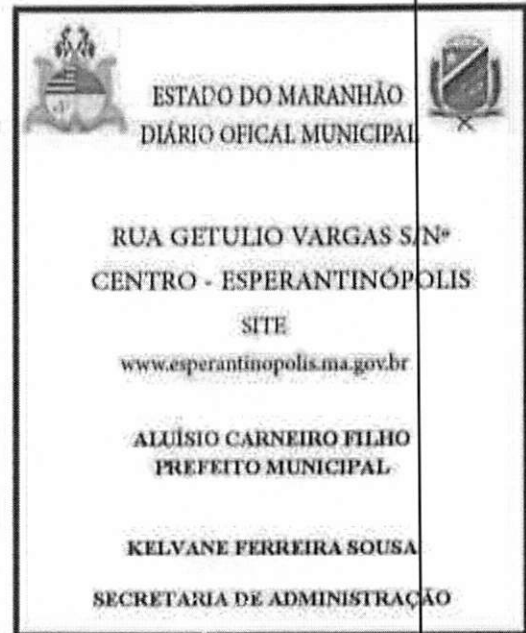 ESTADO DO MARANHÃO
DIÁRIO OFICAL MUNICIPAL
RUA GETULIO VARGAS S/Nº
CENTRO - ESPERANTINÓPOLIS
SITE
www.esperantinopolis.ma.gov.br
ALUÍSIO CARNEIRO FILHO
PREFEITO MUNICIPAL
KELVANE FERREIRA SOUSA
SECRETARIA DE ADMINISTRAÇÃO